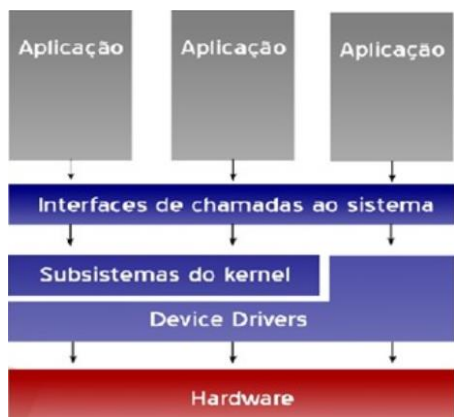 Aplicação
Aplicação
Aplicação
Interfaces de chamadas ao sistema
Subsistemas do kernel
Device Drivers
Hardware